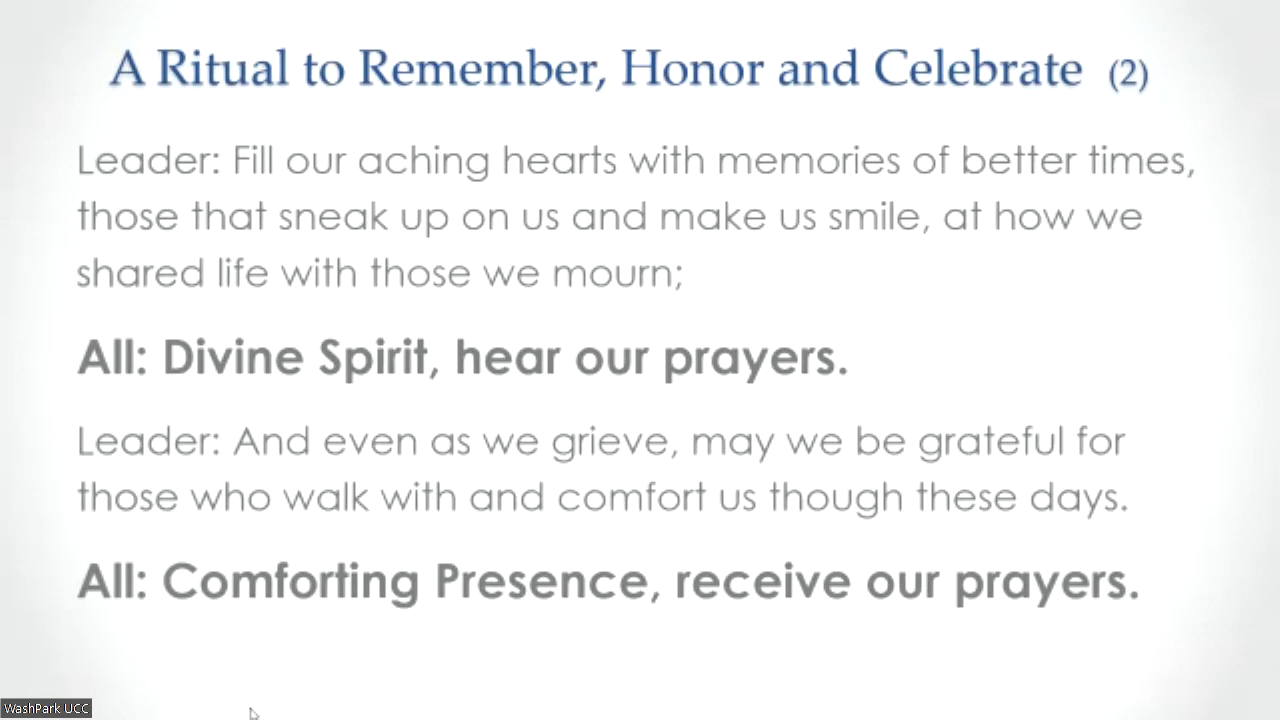 A Ritual to Remember, Honor and Celebrate (2)
Leader: Fill our aching hearts with memories of better times,
those that sneak up on us and make us smile, at how we
shared life with those we mourn;
All: Divine Spirit, hear our prayers.
Leader: And even as we grieve, may we be grateful for
those who walk with and comfort us though these days.
All: Comforting Presence, receive our prayers.
WashPark UCC